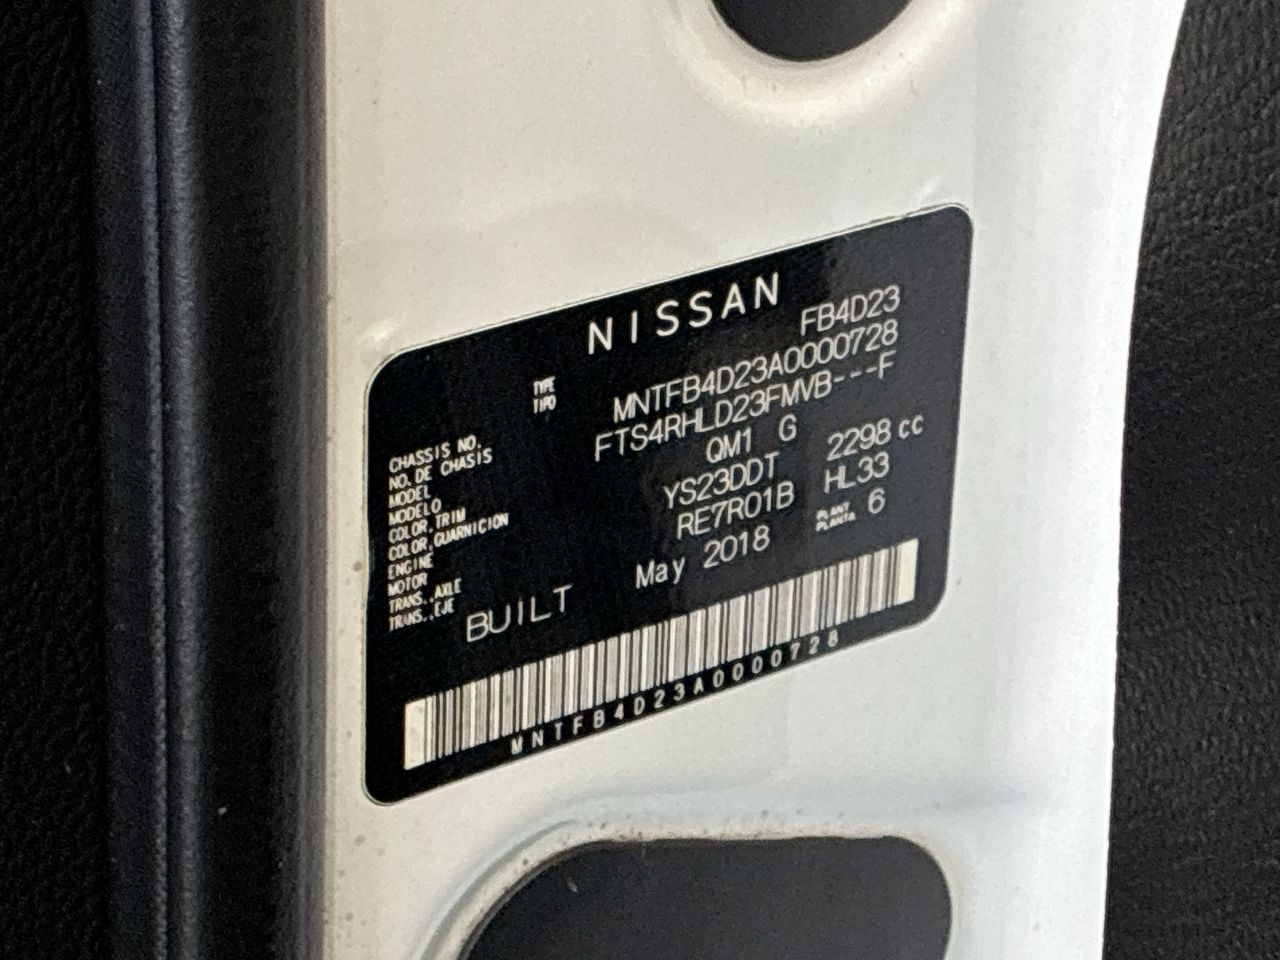 NISSAN
TYPE FB4D23
TIPO
CHASSIS NO. MNTFB4D23A0000728
NO. DE CHASIS
MODEL FTS4RHLD23FMVB---F
MODELO
COLOR,TRIM QM1 G
COLOR,GUARNICION
ENGINE YS23DDT 2298 cc
MOTOR
TRANS.,AXLE RE7R01B HL33
TRANS.,EJE
BUILT May 2018 PLANT 6
PLANTA
MNTFB4D23A0000728